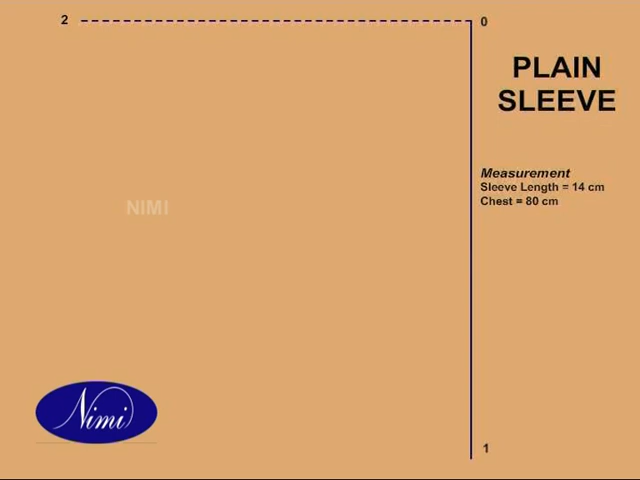 2
0
PLAIN
SLEEVE
Measurement
Sleeve Length = 14 cm
Chest = 80 cm
NIMI
Nimi
1